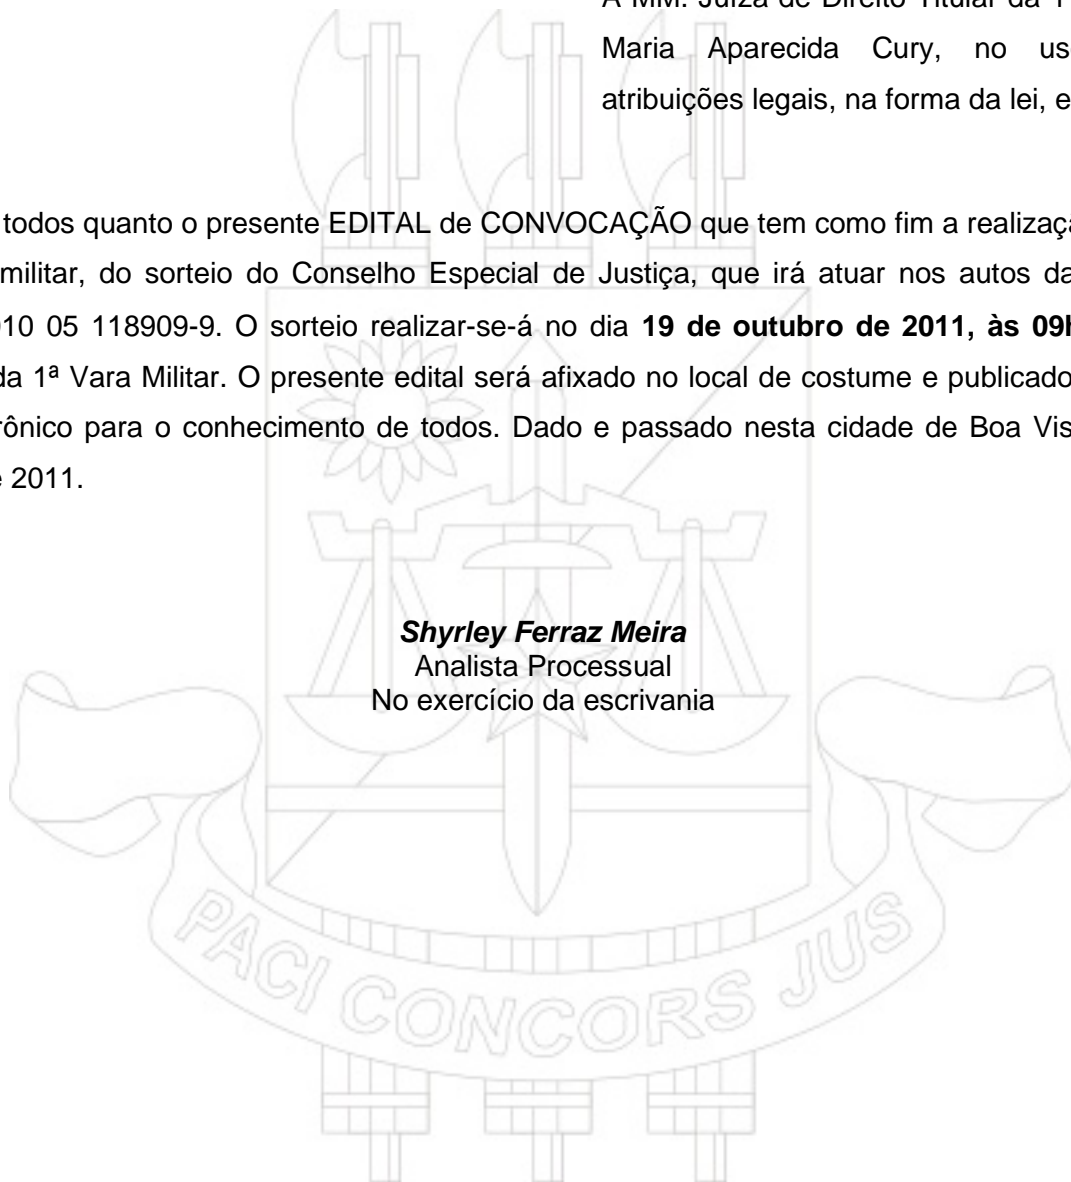 A MM. Juíza de Direito Titular da 1
Maria Aparecida Cury, no us
atribuições legais, na forma da lei, e
todos quanto o presente EDITAL de CONVOCAÇÃO que tem como fim a realizaç
militar, do sorteio do Conselho Especial de Justiça, que irá atuar nos autos da
010 05 118909-9. O sorteio realizar-se-á no dia 19 de outubro de 2011, às 09
da 1ª Vara Militar. O presente edital será afixado no local de costume e publicado
rônico para o conhecimento de todos. Dado e passado nesta cidade de Boa Vis
e 2011.
Shyrley Ferraz Meira
Analista Processual
No exercício da escrivania
PACI CONCORS JUS